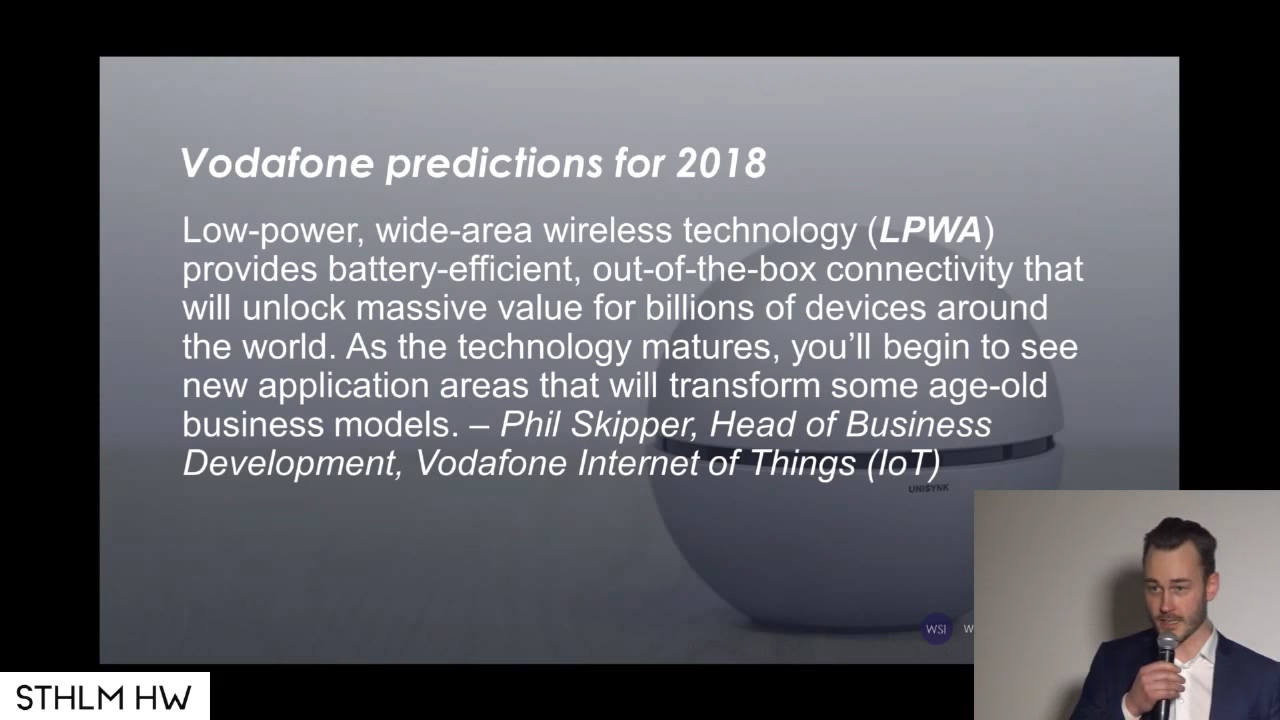 Vodafone predictions for 2018
Low-power, wide-area wireless technology (LPWA)
provides battery-efficient, out-of-the-box connectivity that
will unlock massive value for billions of devices around
the world. As the technology matures, you’ll begin to see
new application areas that will transform some age-old
business models. – Phil Skipper, Head of Business
Development, Vodafone Internet of Things (IoT)
UNISYNK
WSI W
STHLM HW